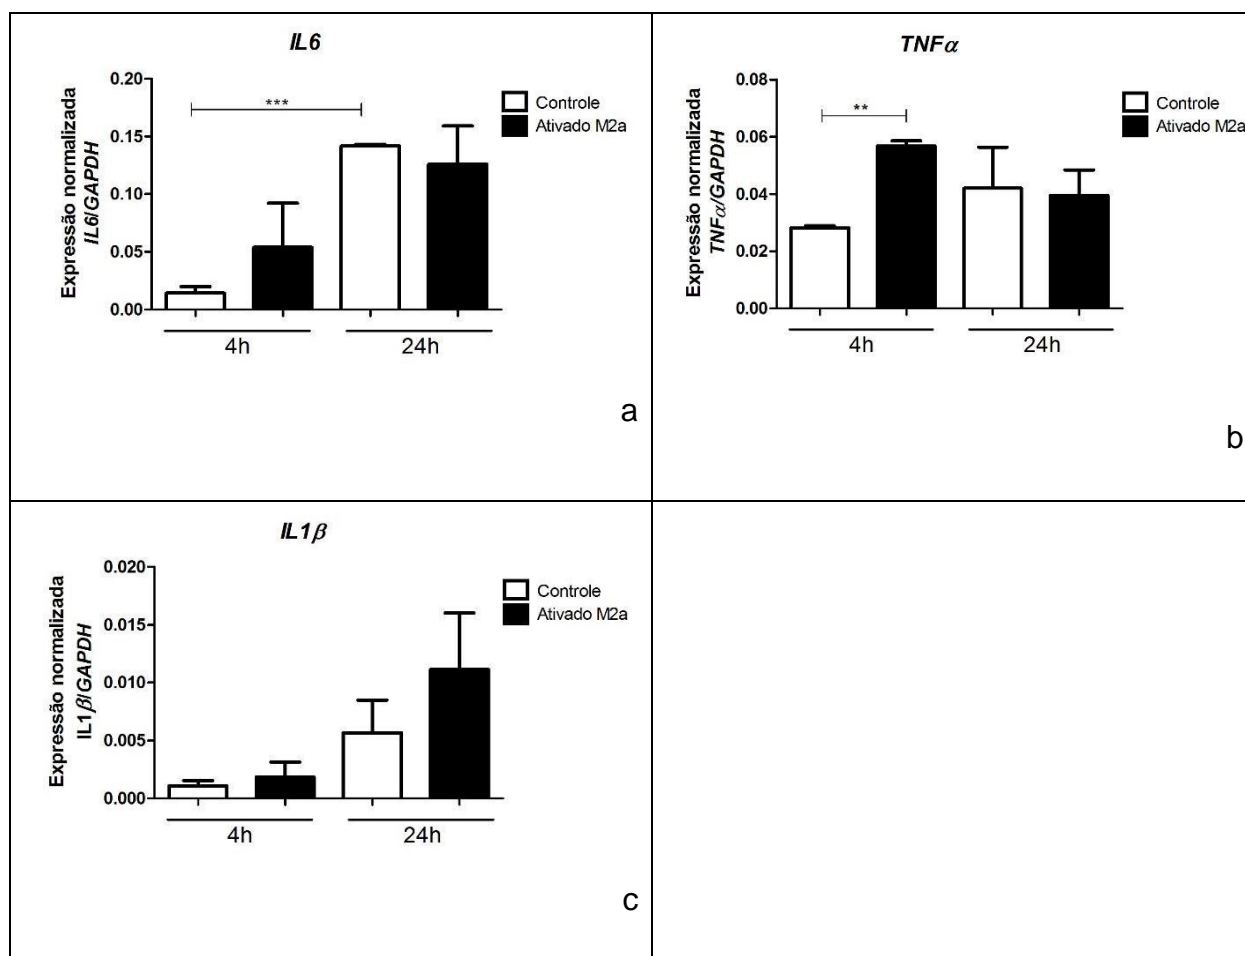 IL6
Expressão normalizada
IL6/GAPDH
0.20
0.15
0.10
0.05
0.00
***
4h
24h
Controle
Ativado M2a
a
TNFα
Expressão normalizada
TNFα/GAPDH
0.08
0.06
0.04
0.02
0.00
**
4h
24h
Controle
Ativado M2a
b
IL1β
Expressão normalizada
IL1β/GAPDH
0.020
0.015
0.010
0.005
0.000
4h
24h
Controle
Ativado M2a
c